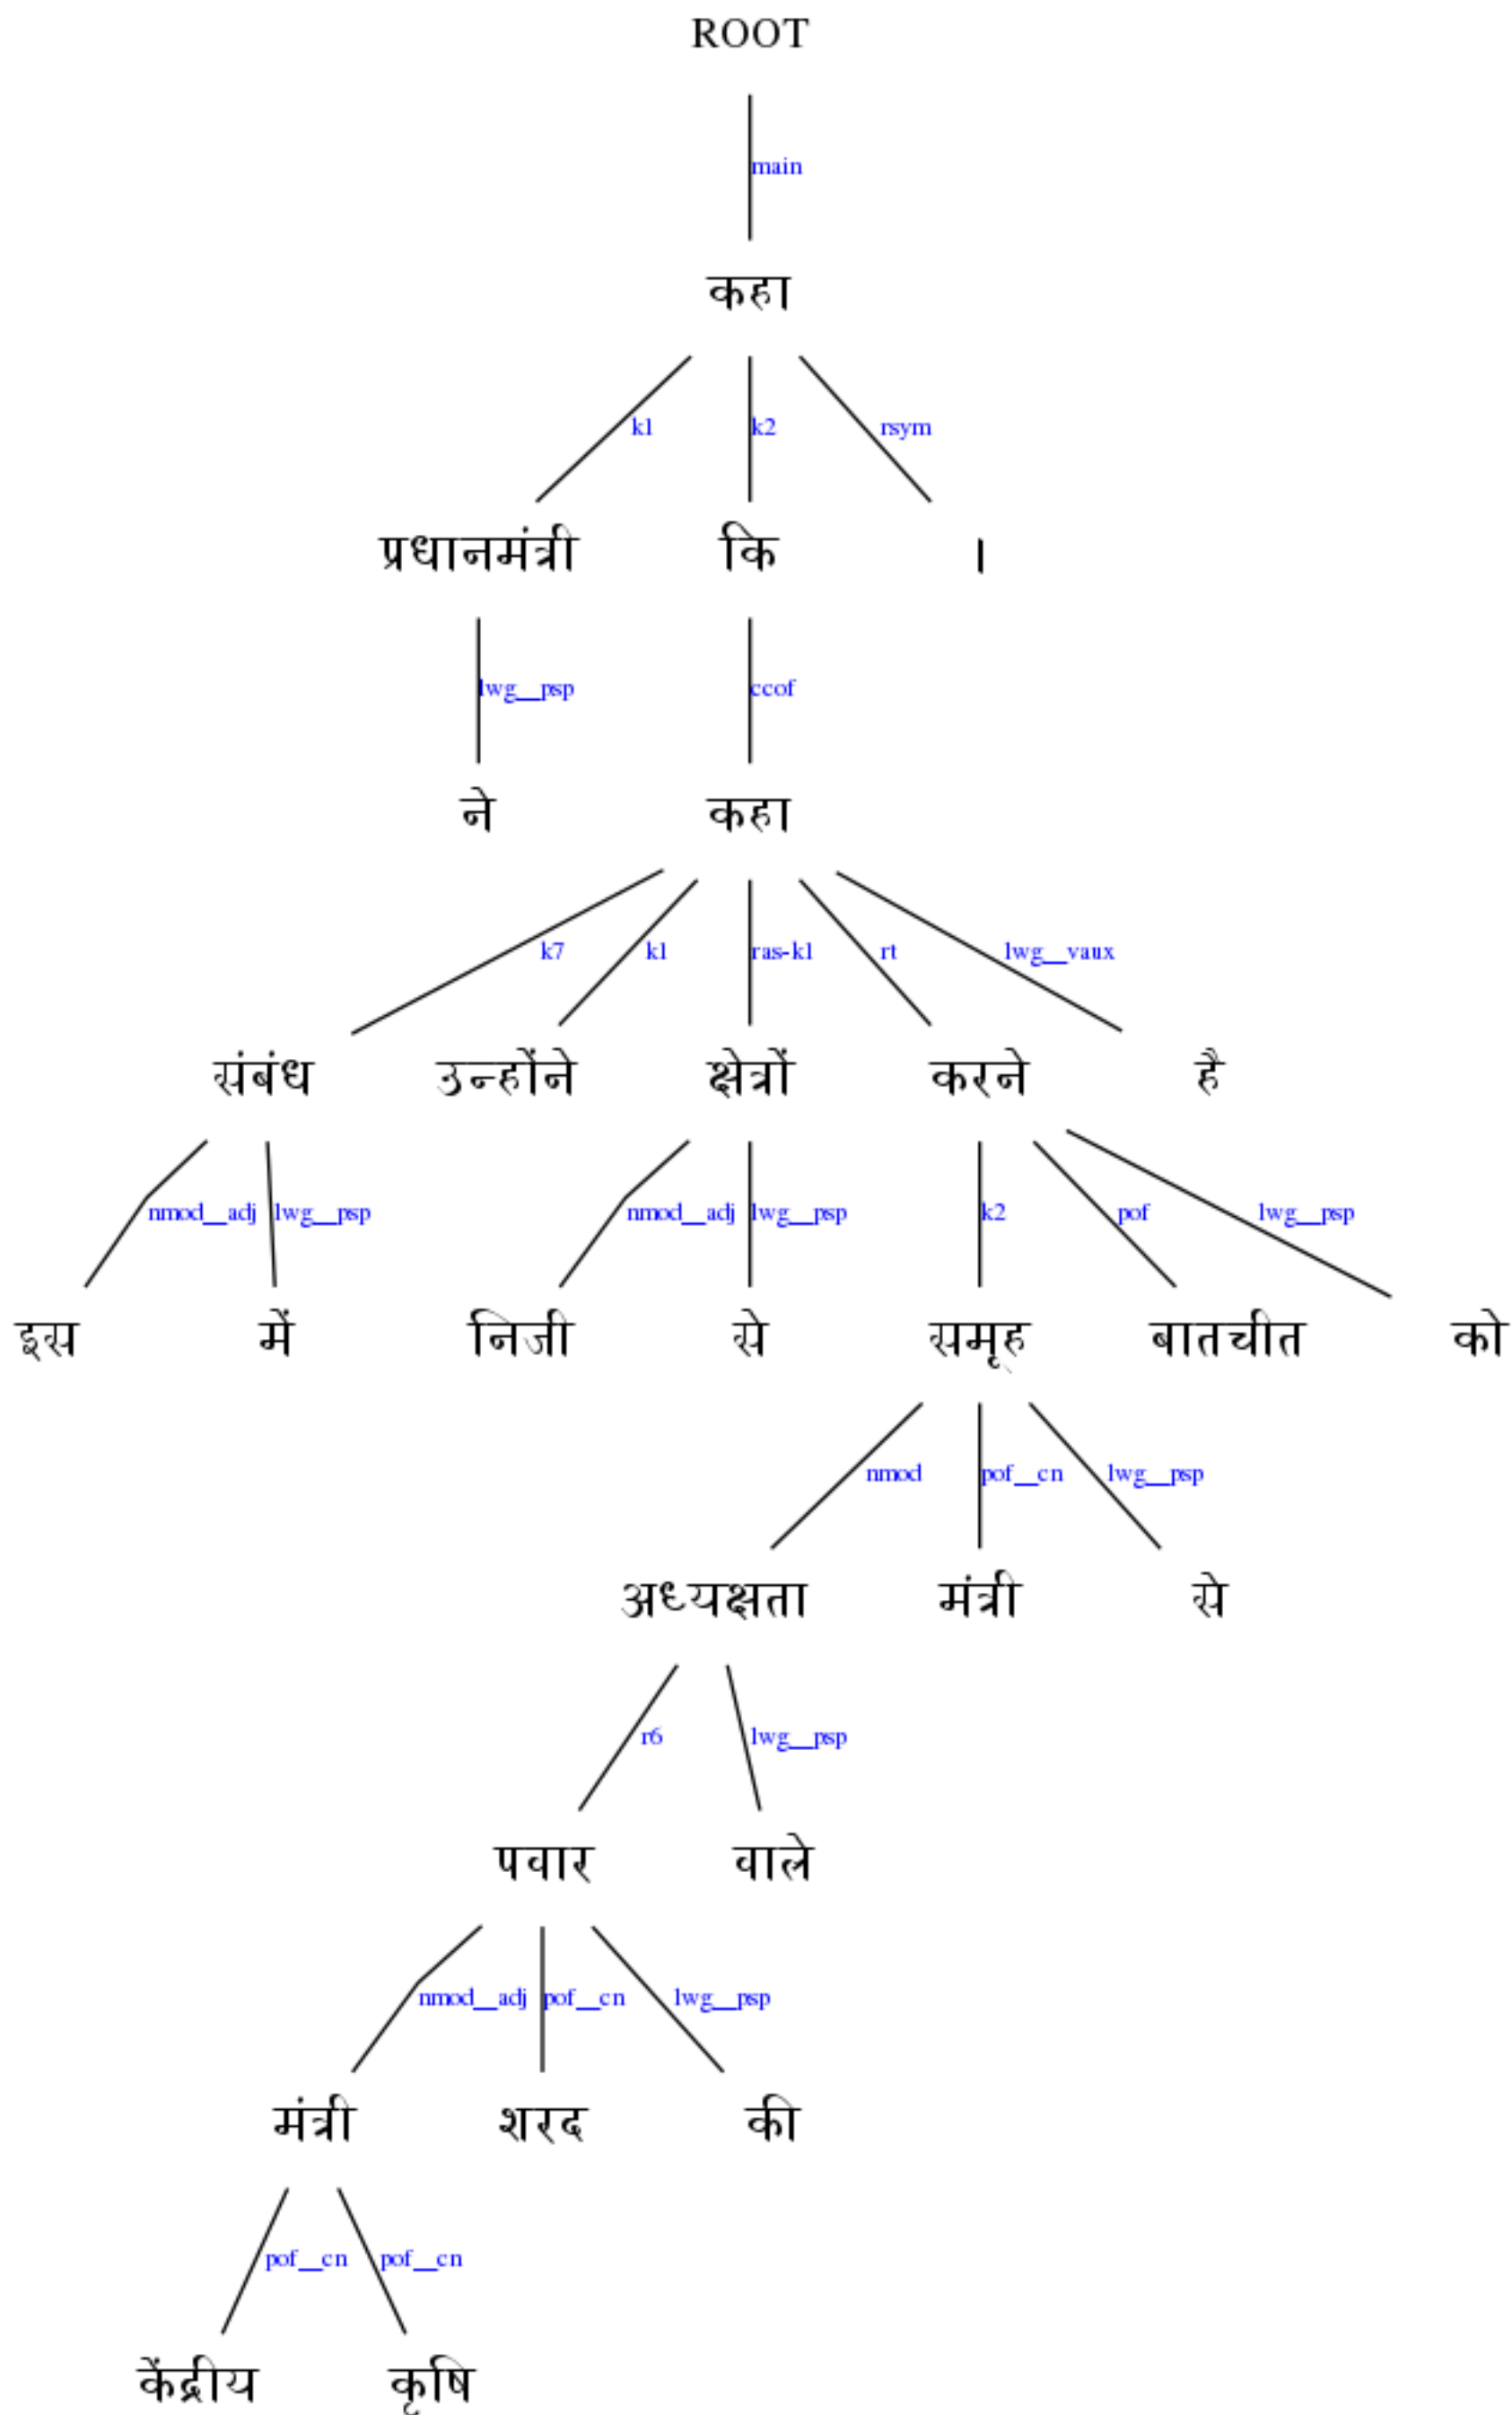 ROOT
main
कहा
k1 k2 rsym
प्रधानमंत्री कि ।
lwg__psp ccof
ने कहा
k7 k1 ras-k1 rt lwg__vaux
संबंध उन्होंने क्षेत्रों करने है
nmod__adj lwg__psp nmod__adj lwg__psp k2 pof lwg__psp
इस में निजी से समूह बातचीत को
nmod pof__cn lwg__psp
अध्यक्षता मंत्री से
r6 lwg__psp
पवार वाले
nmod__adj pof__cn lwg__psp
मंत्री शरद की
pof__cn pof__cn
केंद्रीय कृषि